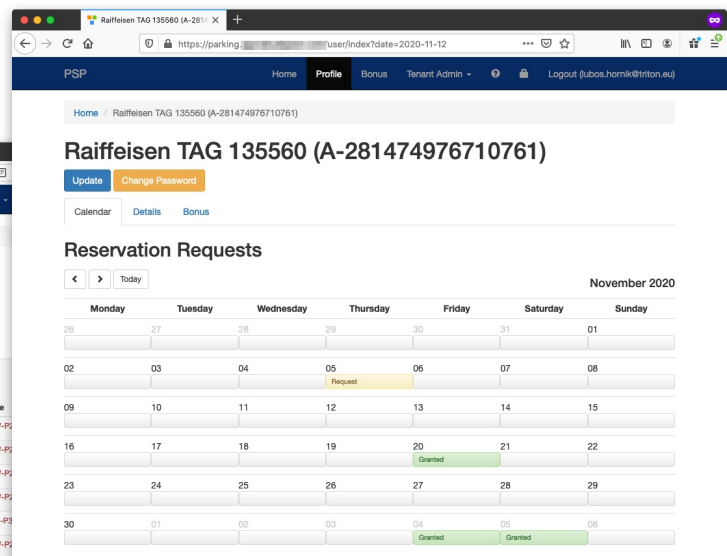 Raiffeisen TAG 135560 (A-2814
https://parking. /user/index?date=2020-11-12
PSP Home Profile Bonus Tenant Admin Logout (lubos.hornik@triton.eu)
Home / Raiffeisen TAG 135560 (A-281474976710761)
Raiffeisen TAG 135560 (A-281474976710761)
Update Change Password
Calendar Details Bonus
Reservation Requests
Today
November 2020
Monday Tuesday Wednesday Thursday Friday Saturday Sunday
26 27 28 29 30 31 01
02 03 04 05 06 07 08
Request
09 10 11 12 13 14 15
16 17 18 19 20 21 22
Granted
23 24 25 26 27 28 29
30 01 02 03 04 05 06
Granted Granted